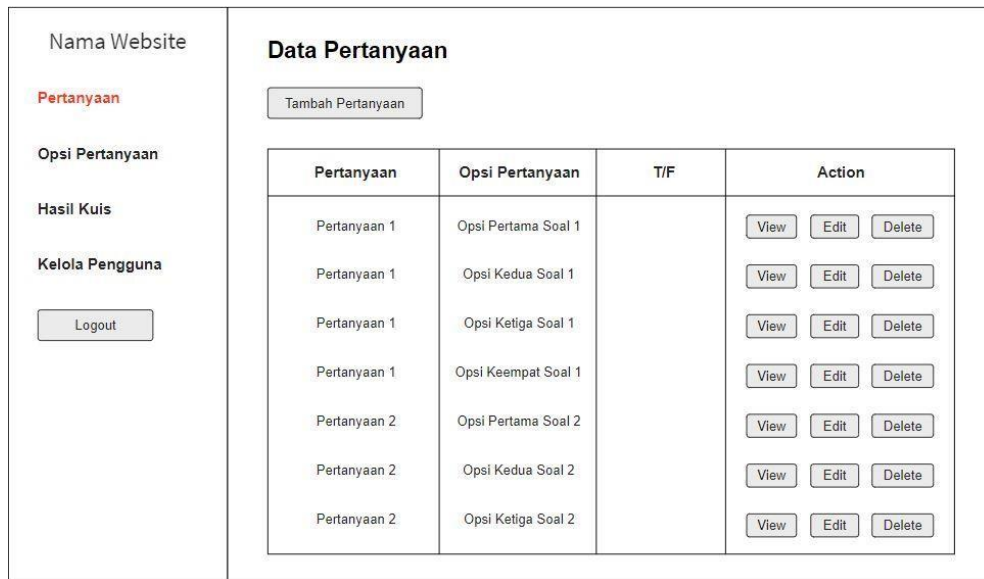 Nama Website
Pertanyaan
Opsi Pertanyaan
Hasil Kuis
Kelola Pengguna
Logout
Data Pertanyaan
Tambah Pertanyaan
Pertanyaan Opsi Pertanyaan T/F Action
Pertanyaan 1 Opsi Pertama Soal 1 View Edit Delete
Pertanyaan 1 Opsi Kedua Soal 1 View Edit Delete
Pertanyaan 1 Opsi Ketiga Soal 1 View Edit Delete
Pertanyaan 1 Opsi Keempat Soal 1 View Edit Delete
Pertanyaan 2 Opsi Pertama Soal 2 View Edit Delete
Pertanyaan 2 Opsi Kedua Soal 2 View Edit Delete
Pertanyaan 2 Opsi Ketiga Soal 2 View Edit Delete